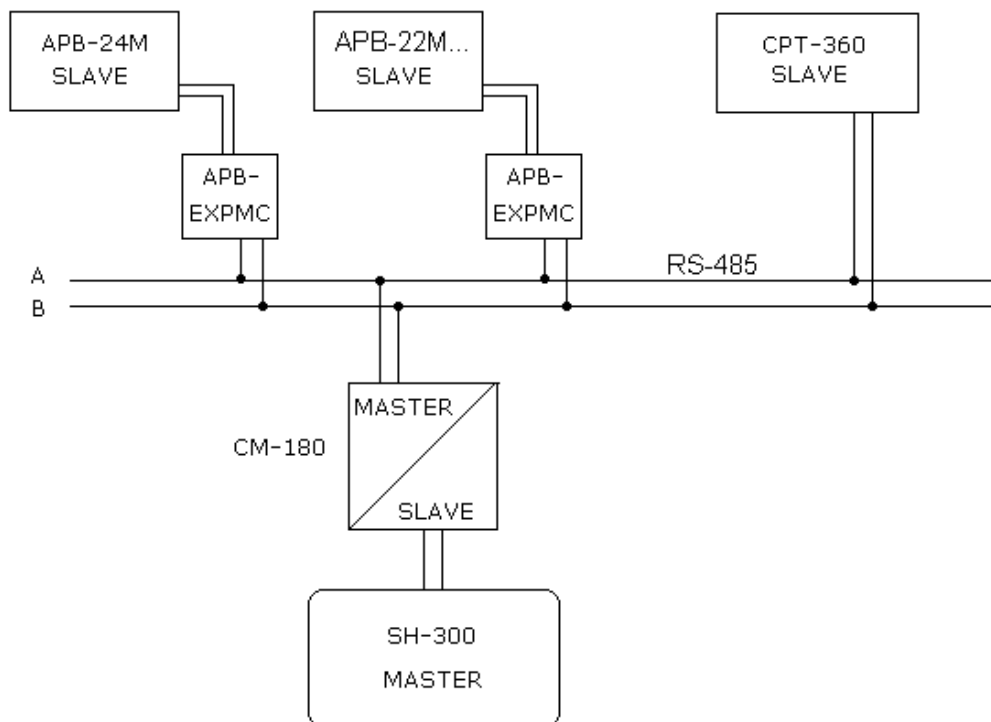 APB-24M
SLAVE
APB-22M...
SLAVE
CPT-360
SLAVE
APB-
EXPMC
APB-
EXPMC
RS-485
A
B
MASTER
CM-180
SLAVE
SH-300
MASTER